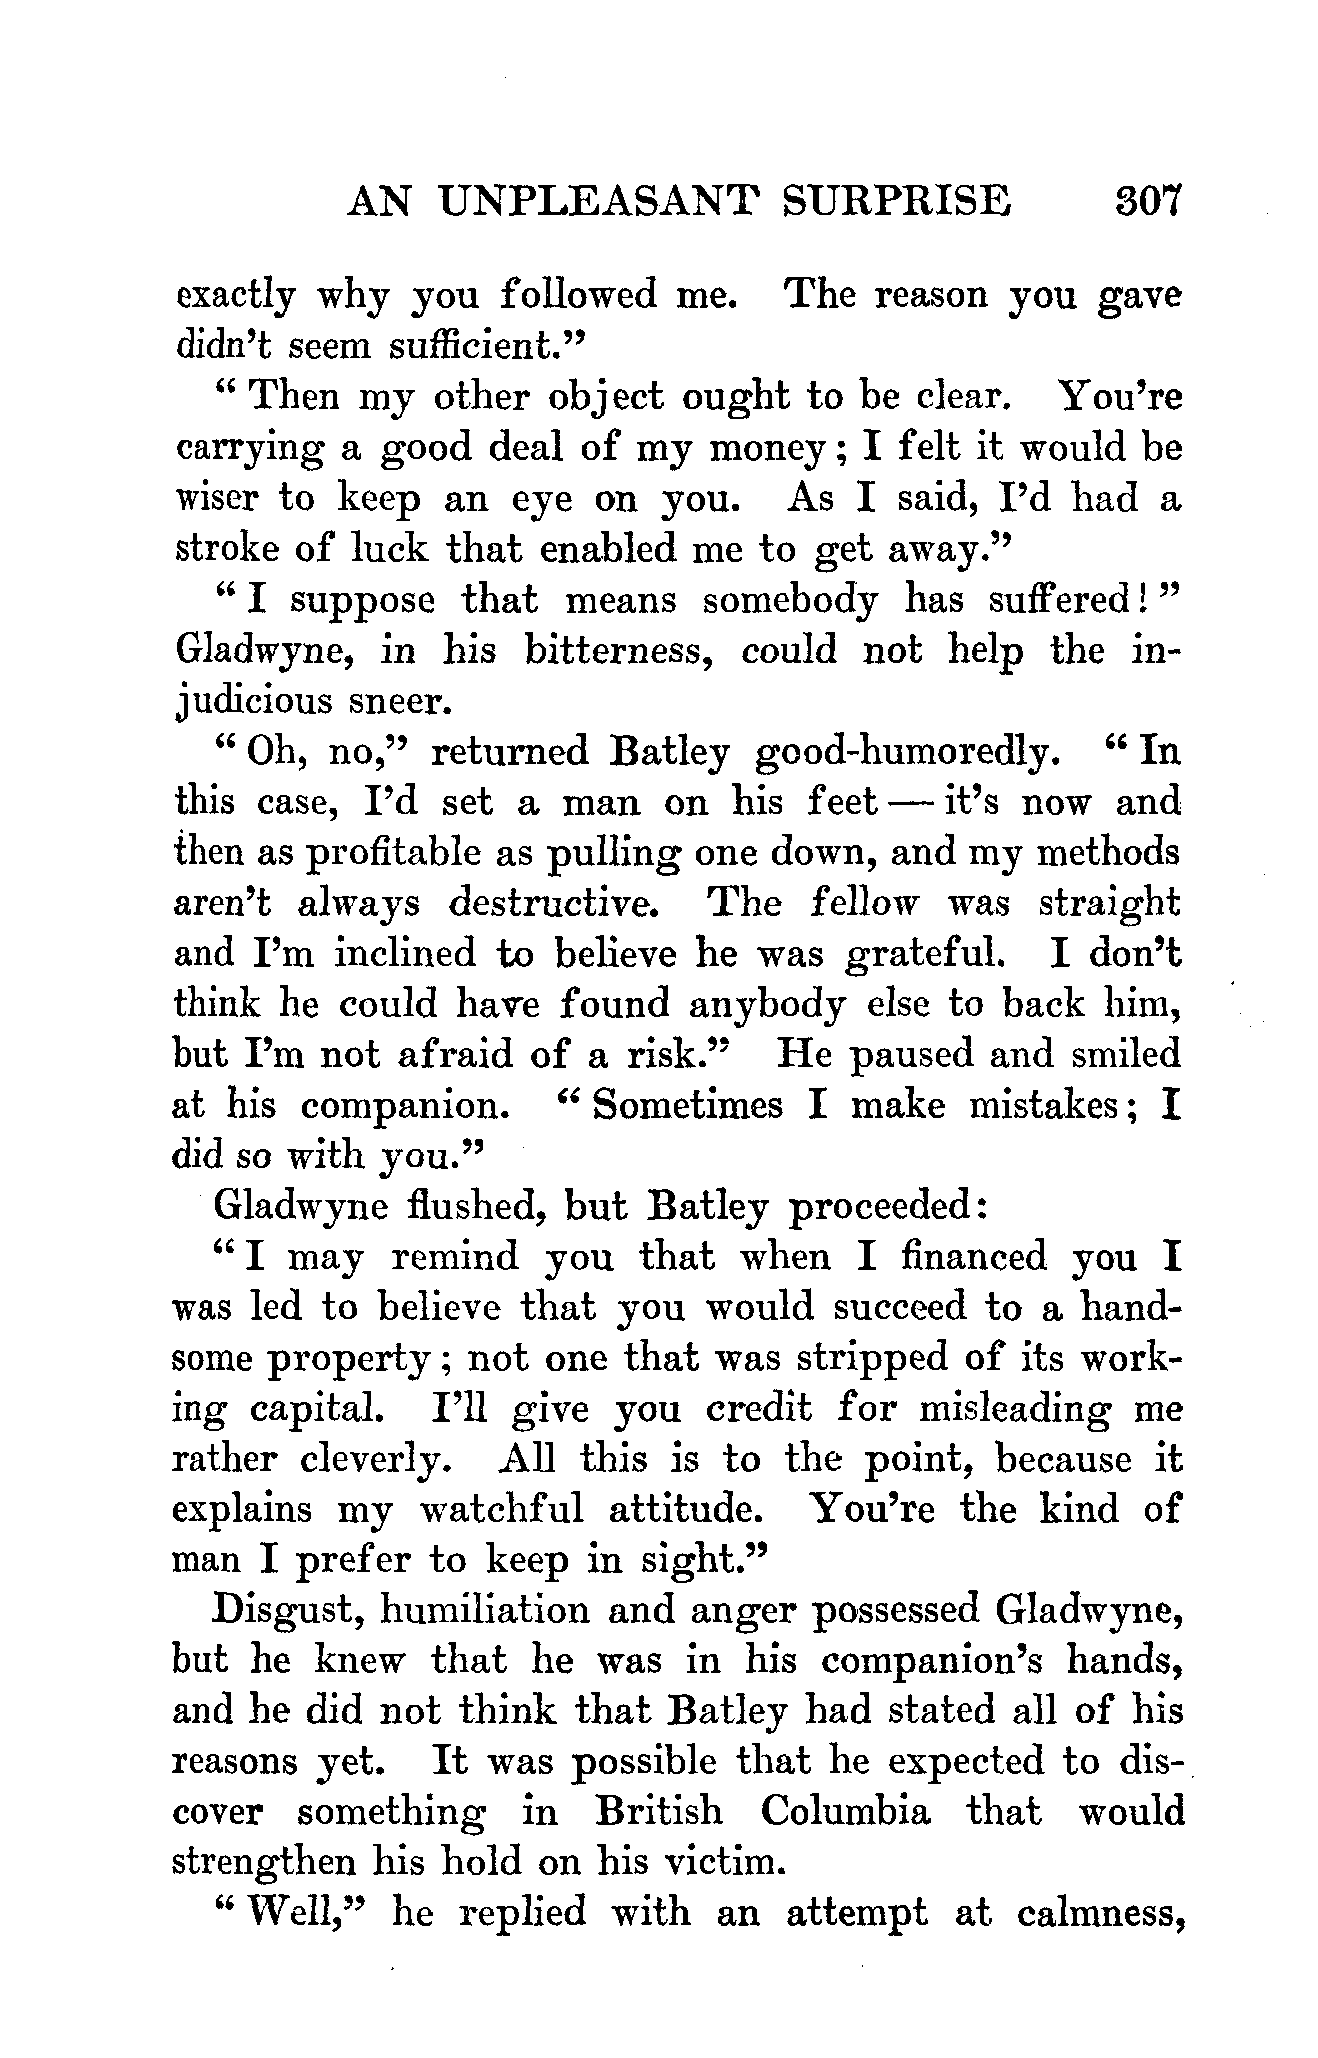 AN UNPLEASANT SURPRISE 307
exactly why you followed me. The reason you gave
didn't seem sufficient."
"Then my other object ought to be clear. You're
carrying a good deal of my money; I felt it would be
wiser to keep an eye on you. As I said, I'd had a
stroke of luck that enabled me to get away."
"I suppose that means somebody has suffered!"
Gladwyne, in his bitterness, could not help the in-
judicious sneer.
"Oh, no," returned Batley good-humoredly. "In
this case, I'd set a man on his feet — it's now and
then as profitable as pulling one down, and my methods
aren't always destructive. The fellow was straight
and I'm inclined to believe he was grateful. I don't
think he could have found anybody else to back him,
but I'm not afraid of a risk." He paused and smiled
at his companion. "Sometimes I make mistakes; I
did so with you."
Gladwyne flushed, but Batley proceeded:
"I may remind you that when I financed you I
was led to believe that you would succeed to a hand-
some property; not one that was stripped of its work-
ing capital. I'll give you credit for misleading me
rather cleverly. All this is to the point, because it
explains my watchful attitude. You're the kind of
man I prefer to keep in sight."
Disgust, humiliation and anger possessed Gladwyne,
but he knew that he was in his companion's hands,
and he did not think that Batley had stated all of his
reasons yet. It was possible that he expected to dis-
cover something in British Columbia that would
strengthen his hold on his victim.
"Well," he replied with an attempt at calmness,